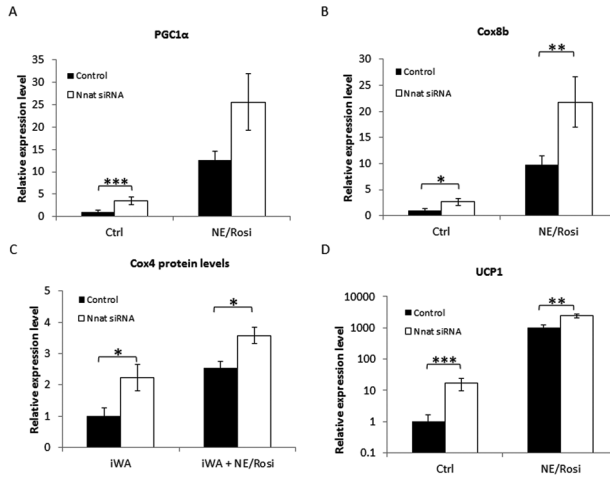 A
PGC1α
Relative expression level
35
30
25
20
15
10
5
0
Control
Nnat siRNA
***
Ctrl
NE/Rosi
B
Cox8b
Relative expression level
30
25
20
15
10
5
0
Control
Nnat siRNA
*
**
Ctrl
NE/Rosi
C
Cox4 protein levels
Relative expression level
5
4
3
2
1
0
Control
Nnat siRNA
*
*
iWA
iWA + NE/Rosi
D
UCP1
Relative expression level
10000
1000
100
10
1
0.1
Control
Nnat siRNA
***
**
Ctrl
NE/Rosi